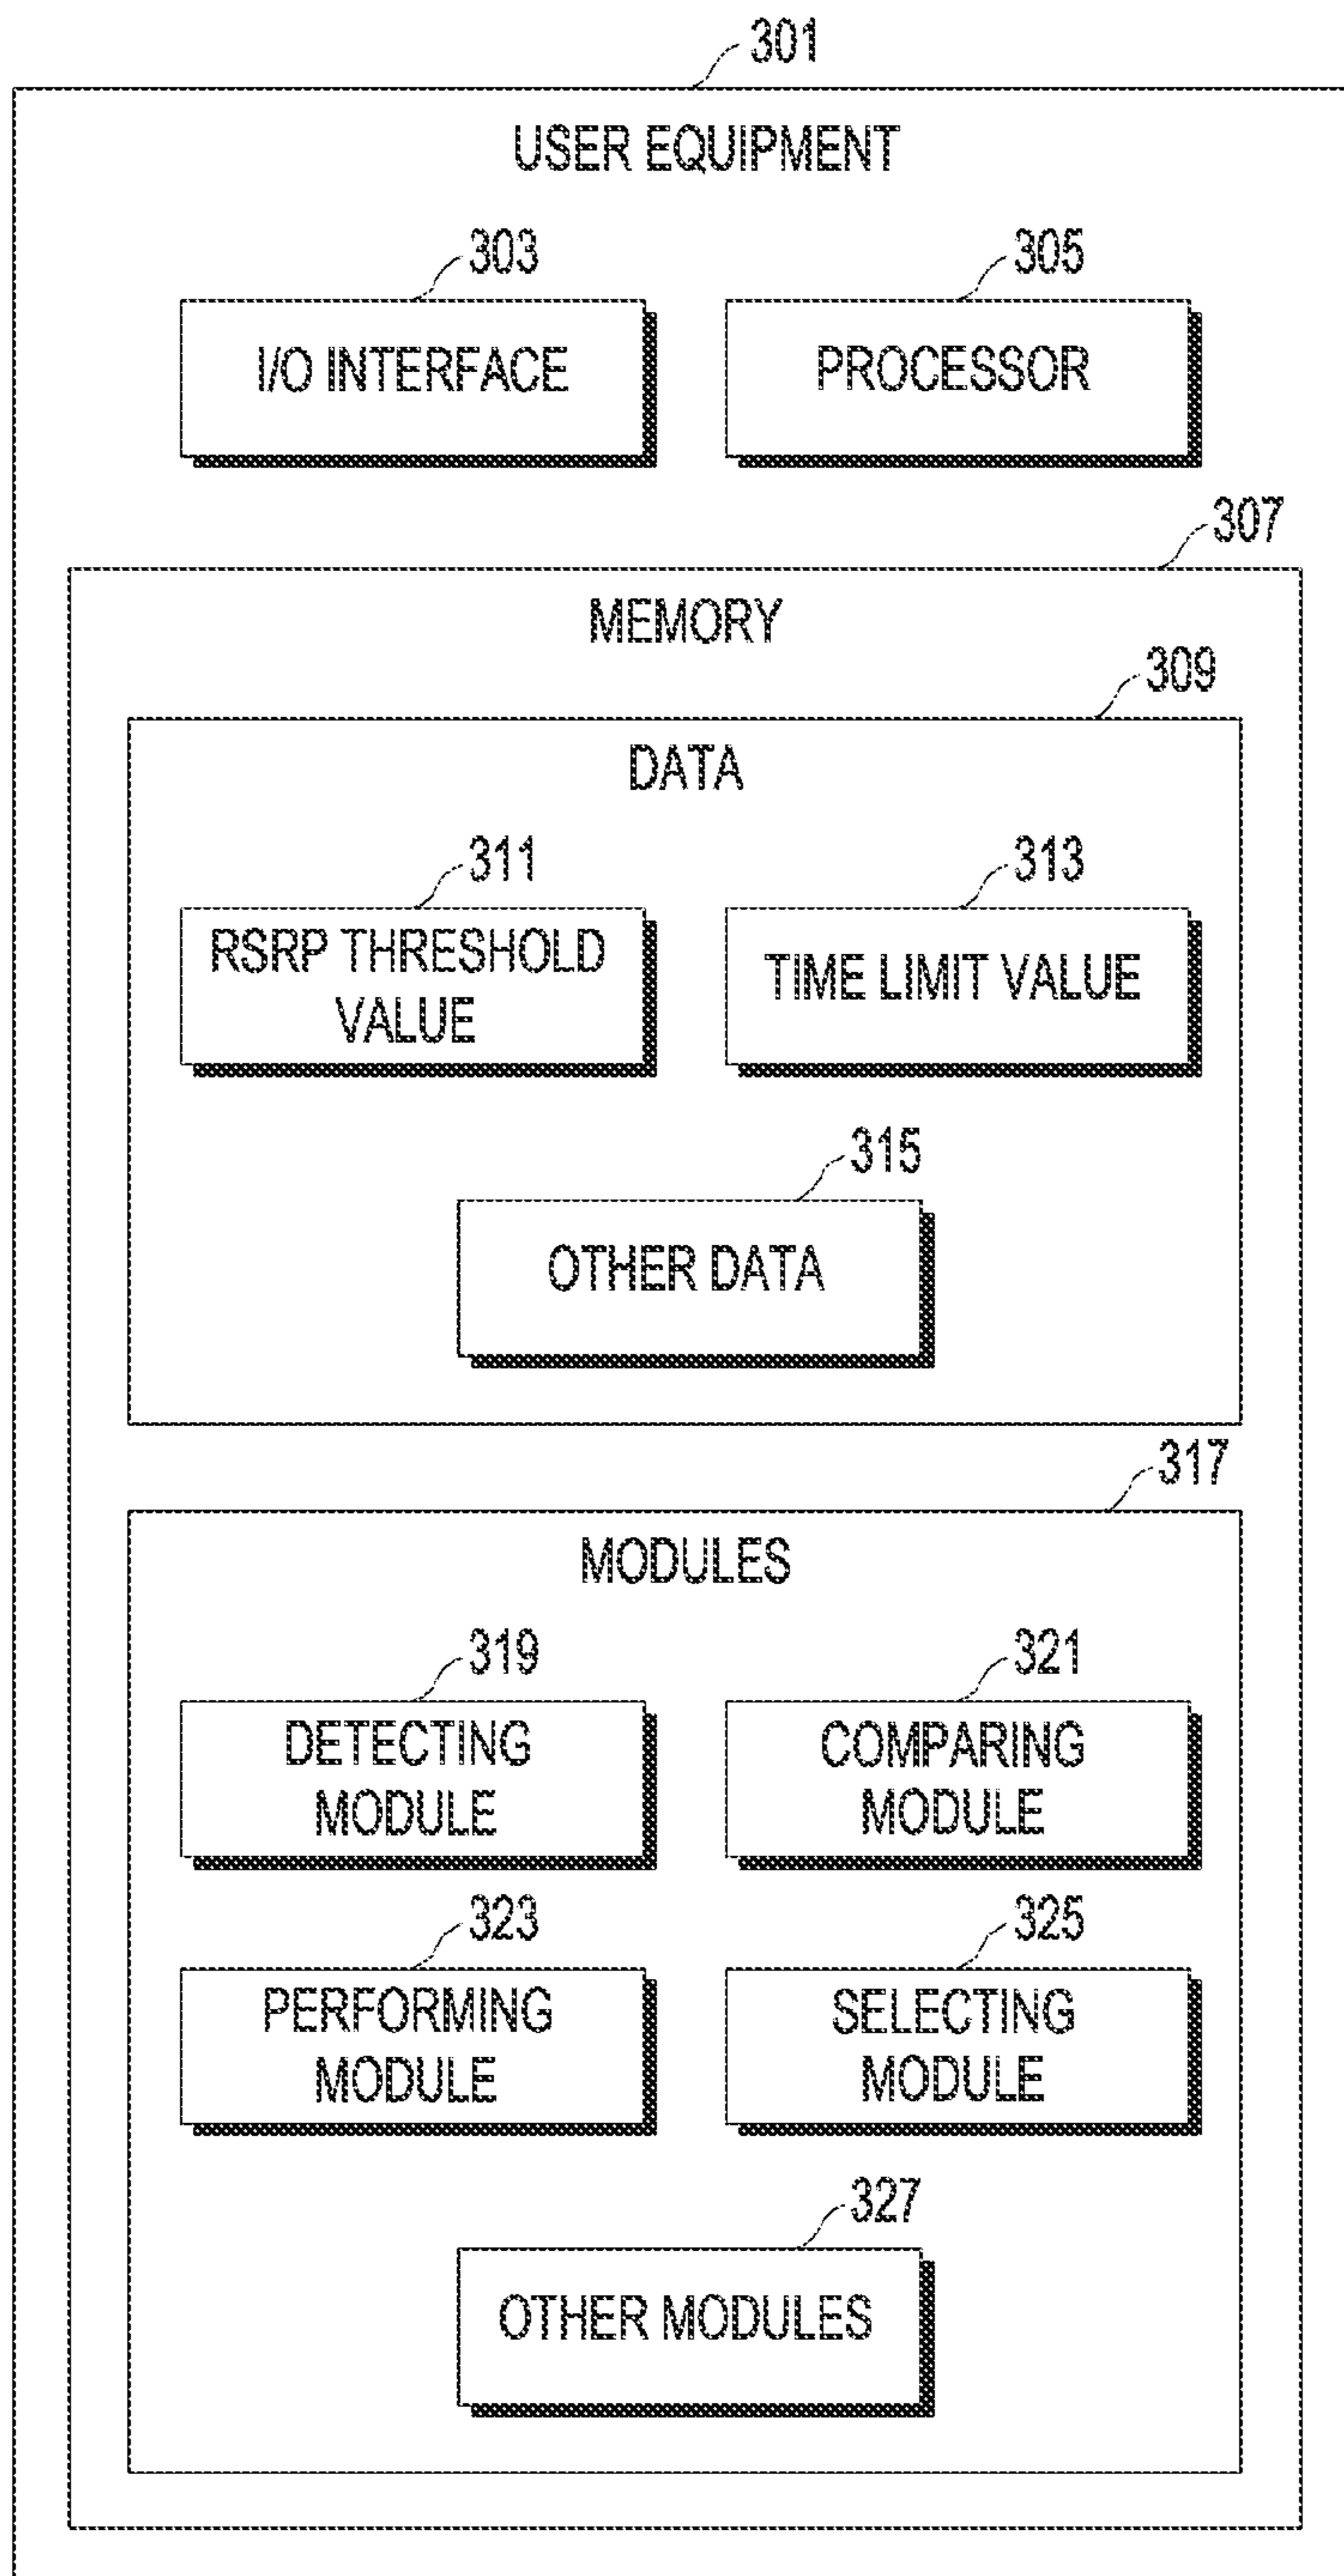 301
USER EQUIPMENT
303
305
I/O INTERFACE
PROCESSOR
307
MEMORY
309
DATA
311
313
RSRP THRESHOLD
VALUE
TIME LIMIT VALUE
315
OTHER DATA
317
MODULES
319
321
DETECTING
MODULE
COMPARING
MODULE
323
325
PERFORMING
MODULE
SELECTING
MODULE
327
OTHER MODULES